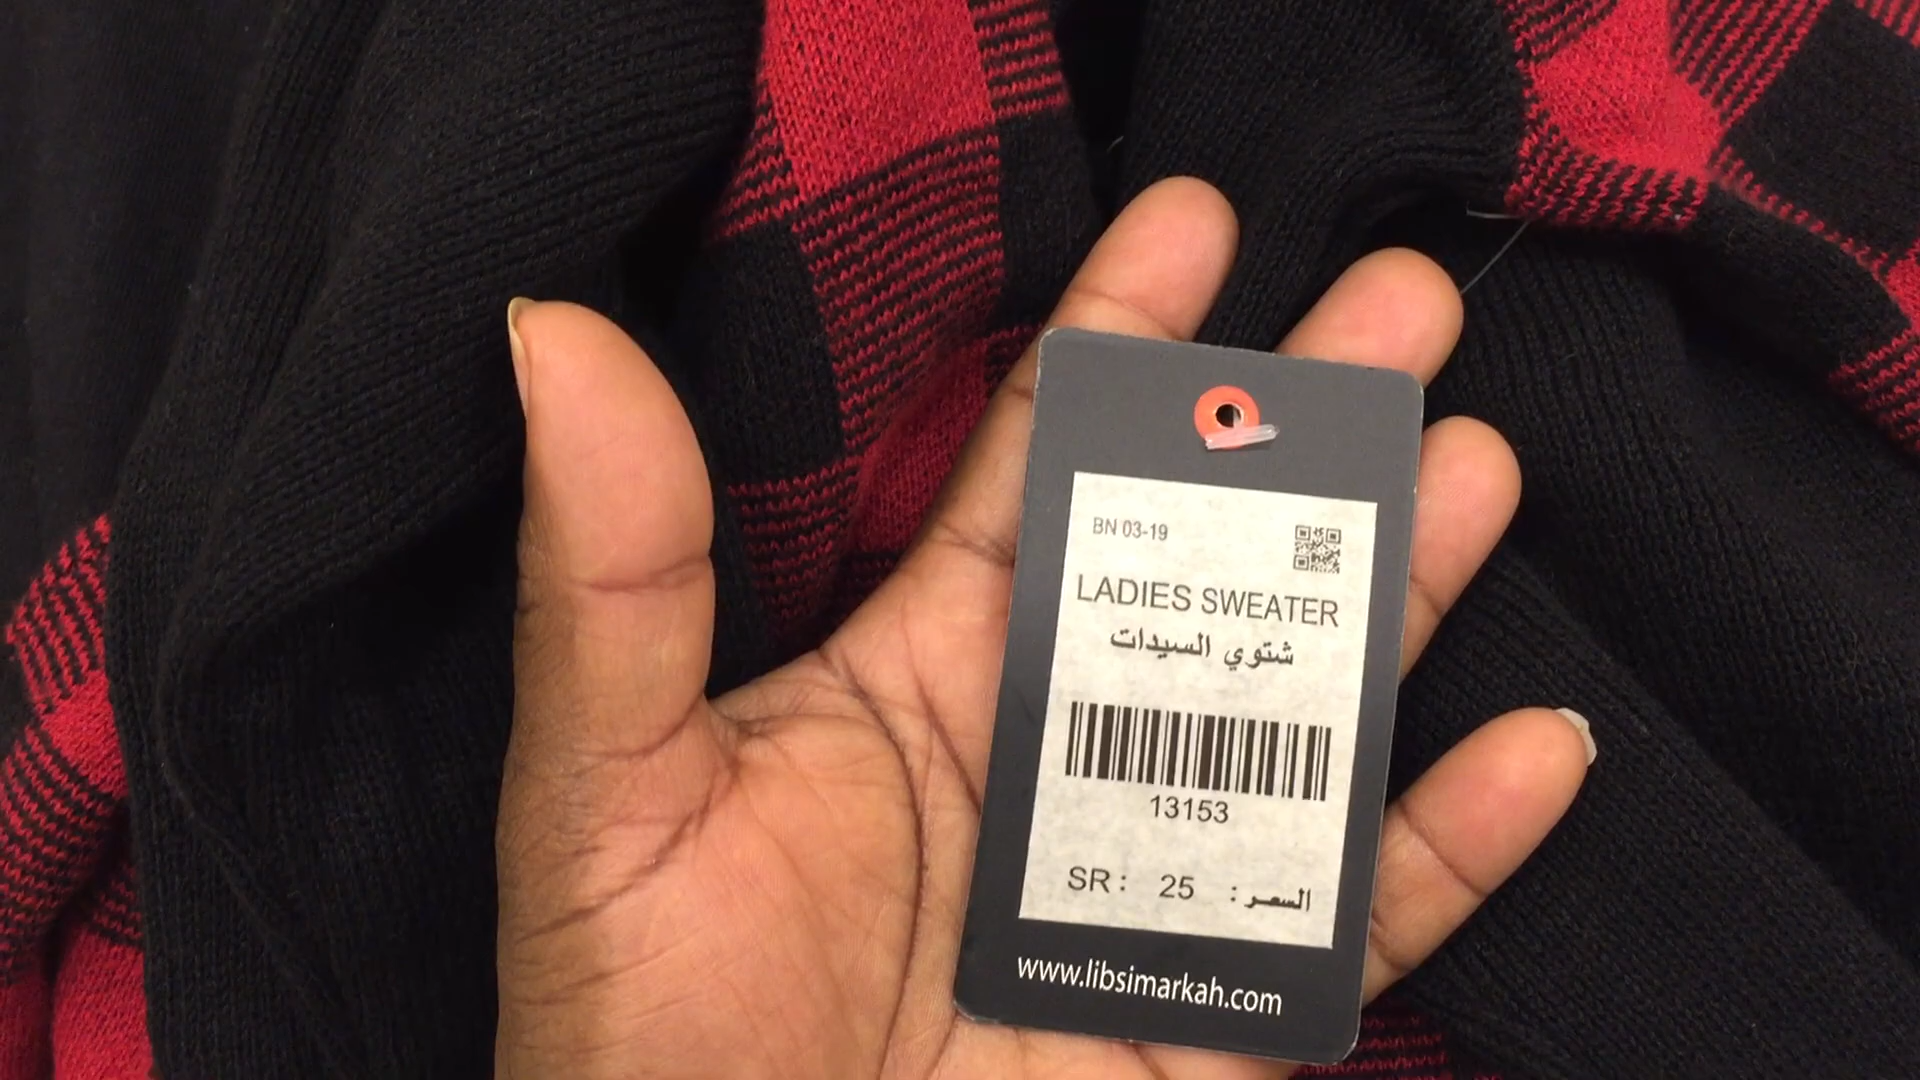 BN 03-19
LADIES SWEATER
شتوي السيدات
13153
SR : 25 السعر :
www.libsimarkah.com